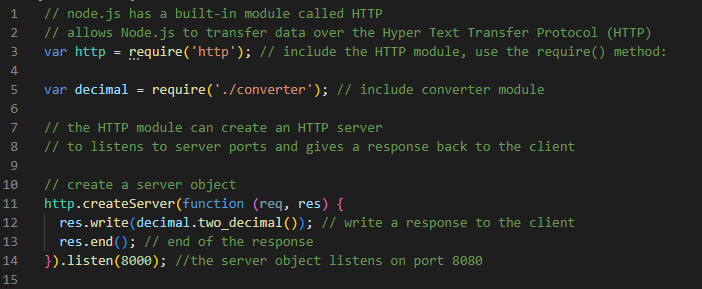 1 // node.js has a built-in module called HTTP
2 // allows Node.js to transfer data over the Hyper Text Transfer Protocol (HTTP)
3 var http = require('http'); // include the HTTP module, use the require() method:
4
5 var decimal = require('./converter'); // include converter module
6
7 // the HTTP module can create an HTTP server
8 // to listens to server ports and gives a response back to the client
9
10 // create a server object
11 http.createServer(function (req, res) {
12   res.write(decimal.two_decimal()); // write a response to the client
13   res.end(); // end of the response
14 }).listen(8000); //the server object listens on port 8080
15